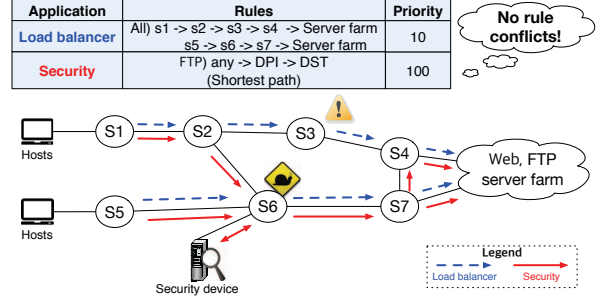 Application Rules Priority
Load balancer All) s1 -> s2 -> s3 -> s4 -> Server farm 10
s5 -> s6 -> s7 -> Server farm
Security FTP) any -> DPI -> DST 100
(Shortest path)
No rule
conflicts!
S1
S2
S3
S4
Hosts
Web, FTP
server farm
S5
S6
S7
Hosts
Security device
Legend
Load balancer Security